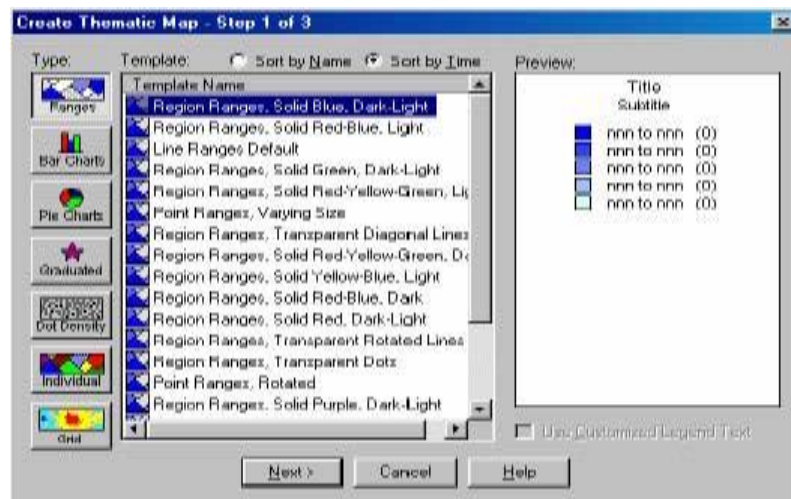 Create Thematic Map - Step 1 of 3
Type:
Ranges
Bar Charts
Pie Charts
Graduated
Dot Density
Individual
Grid
Template:
Sort by Name
Sort by Time
Template Name
Region Ranges, Solid Blue, Dark-Light
Region Ranges, Solid Red-Blue, Light
Line Ranges Default
Region Ranges, Solid Green, Dark-Light
Region Ranges, Solid Red-Yellow-Green, Lig
Point Ranges, Varying Size
Region Ranges, Transparent Diagonal Lines
Region Ranges, Solid Red-Yellow-Green, Da
Region Ranges, Solid Yellow-Blue, Light
Region Ranges, Solid Red-Blue, Dark
Region Ranges, Solid Red, Dark-Light
Region Ranges, Transparent Rotated Lines
Region Ranges, Transparent Dots
Point Ranges, Rotated
Region Ranges, Solid Purple, Dark-Light
Preview:
Title
Subtitle
nnn to nnn (0)
nnn to nnn (0)
nnn to nnn (0)
nnn to nnn (0)
nnn to nnn (0)
Use Customized Legend Text
Next >
Cancel
Help